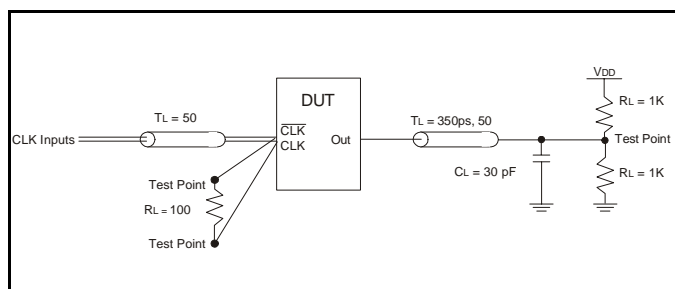 VDD
DUT
RL = 1K
TL = 50
TL = 350ps, 50
CLK
CLK Inputs
CLK
Out
Test Point
Test Point
CL = 30 pF
RL = 1K
RL = 100
Test Point